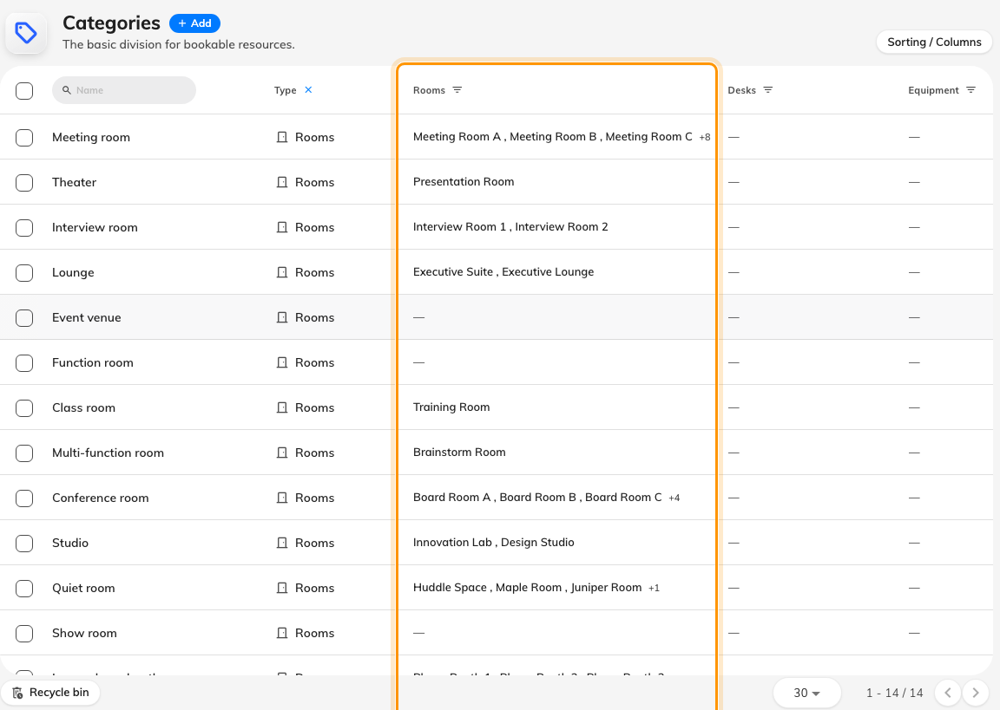 Categories + Add
The basic division for bookable resources.
Sorting / Columns
Name Type Rooms Desks Equipment
Meeting room Rooms Meeting Room A , Meeting Room B , Meeting Room C +8 — —
Theater Rooms Presentation Room — —
Interview room Rooms Interview Room 1 , Interview Room 2 — —
Lounge Rooms Executive Suite , Executive Lounge — —
Event venue Rooms — — —
Function room Rooms — — —
Class room Rooms Training Room — —
Multi-function room Rooms Brainstorm Room — —
Conference room Rooms Board Room A , Board Room B , Board Room C +4 — —
Studio Rooms Innovation Lab , Design Studio — —
Quiet room Rooms Huddle Space , Maple Room , Juniper Room +1 — —
Show room Rooms — — —
Recycle bin 30 1 - 14 / 14